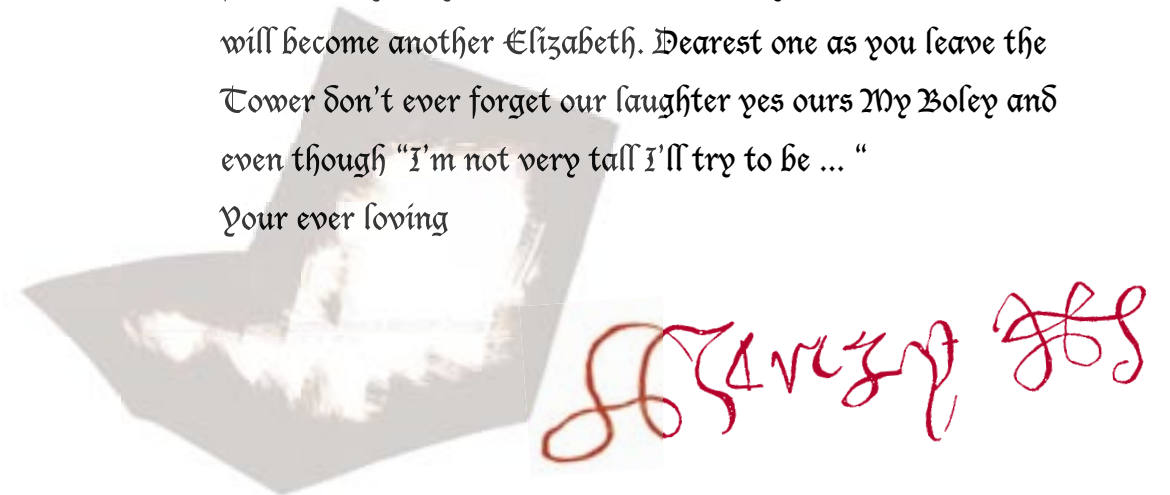 will become another Elizabeth. Dearest one as you leave the
Tower don't ever forget our laughter yes ours My Boley and
even though “I'm not very tall I'll try to be ... “
Your ever loving